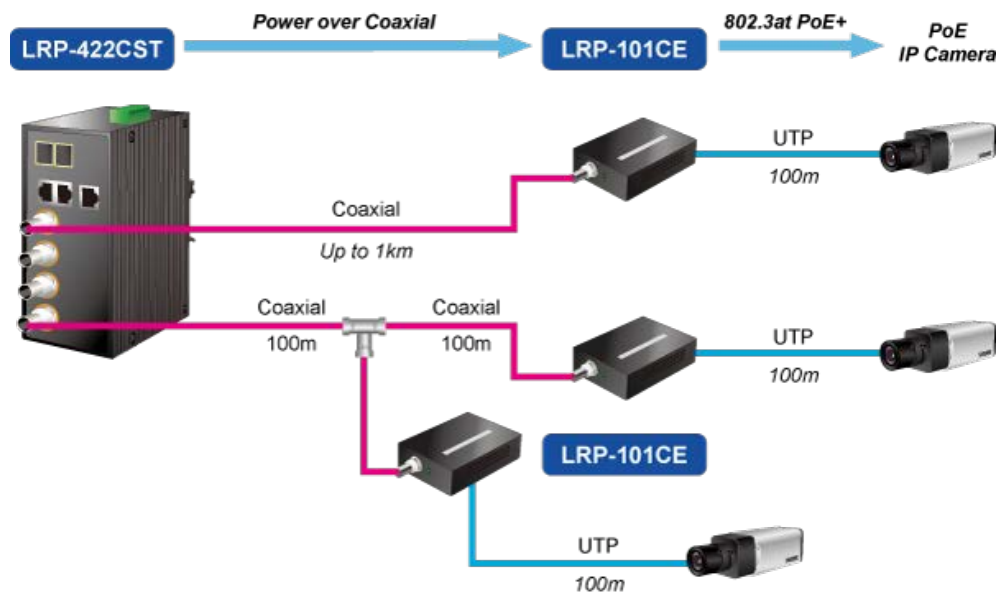 Power over Coaxial
802.3at PoE+
LRP-422CST
LRP-101CE
PoE
IP Camera
UTP
100m
Coaxial
Up to 1km
Coaxial
100m
Coaxial
100m
UTP
100m
LRP-101CE
UTP
100m